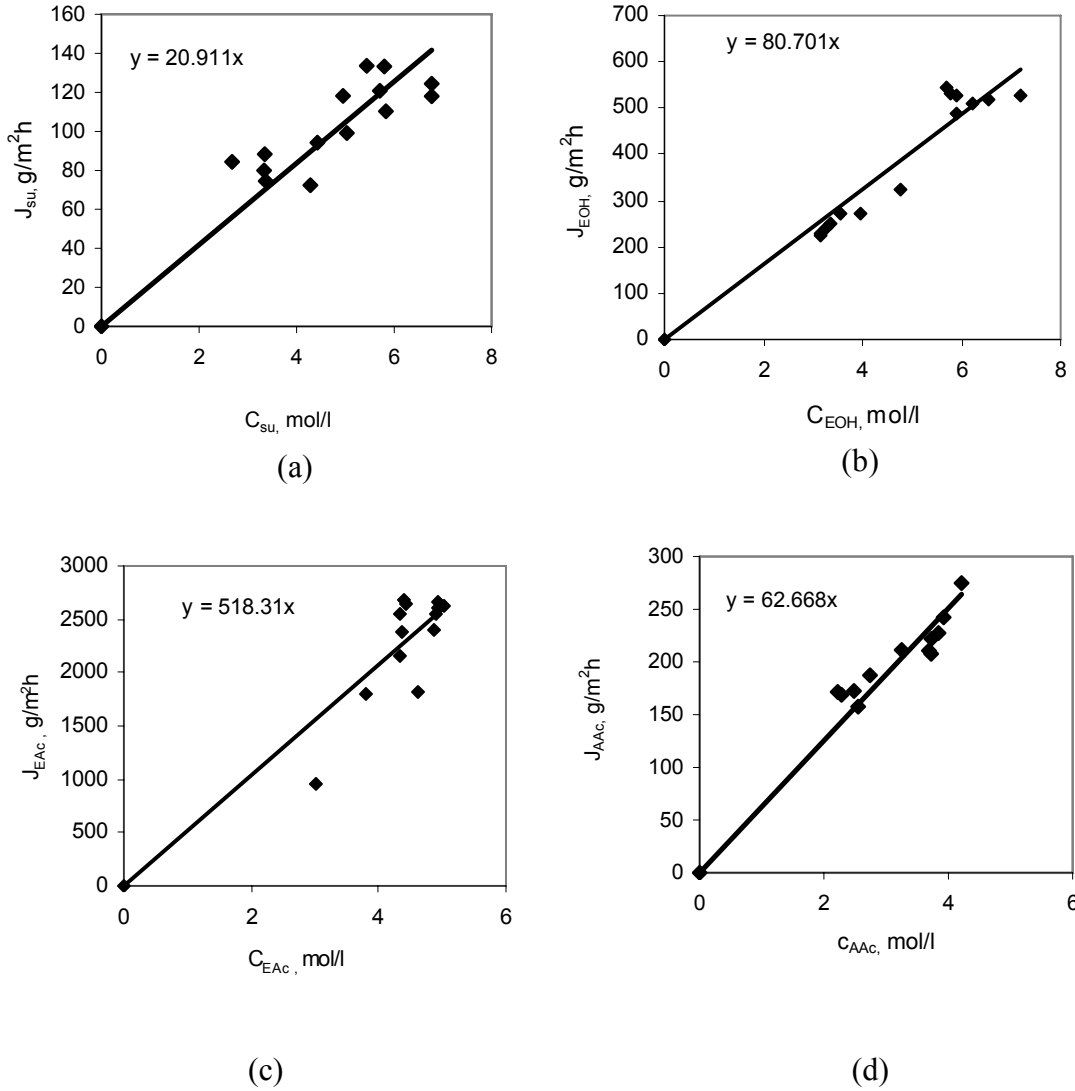 y = 20.911x
J_su, g/m²h
160
140
120
100
80
60
40
20
0
0 2 4 6 8
C_su, mol/l
(a)
y = 80.701x
J_EOH, g/m²h
700
600
500
400
300
200
100
0
0 2 4 6 8
C_EOH, mol/l
(b)
y = 518.31x
J_EAc , g/m²h
3000
2500
2000
1500
1000
500
0
0 2 4 6
C_EAc , mol/l
(c)
y = 62.668x
J_AAc, g/m²h
300
250
200
150
100
50
0
0 2 4 6
c_AAc, mol/l
(d)